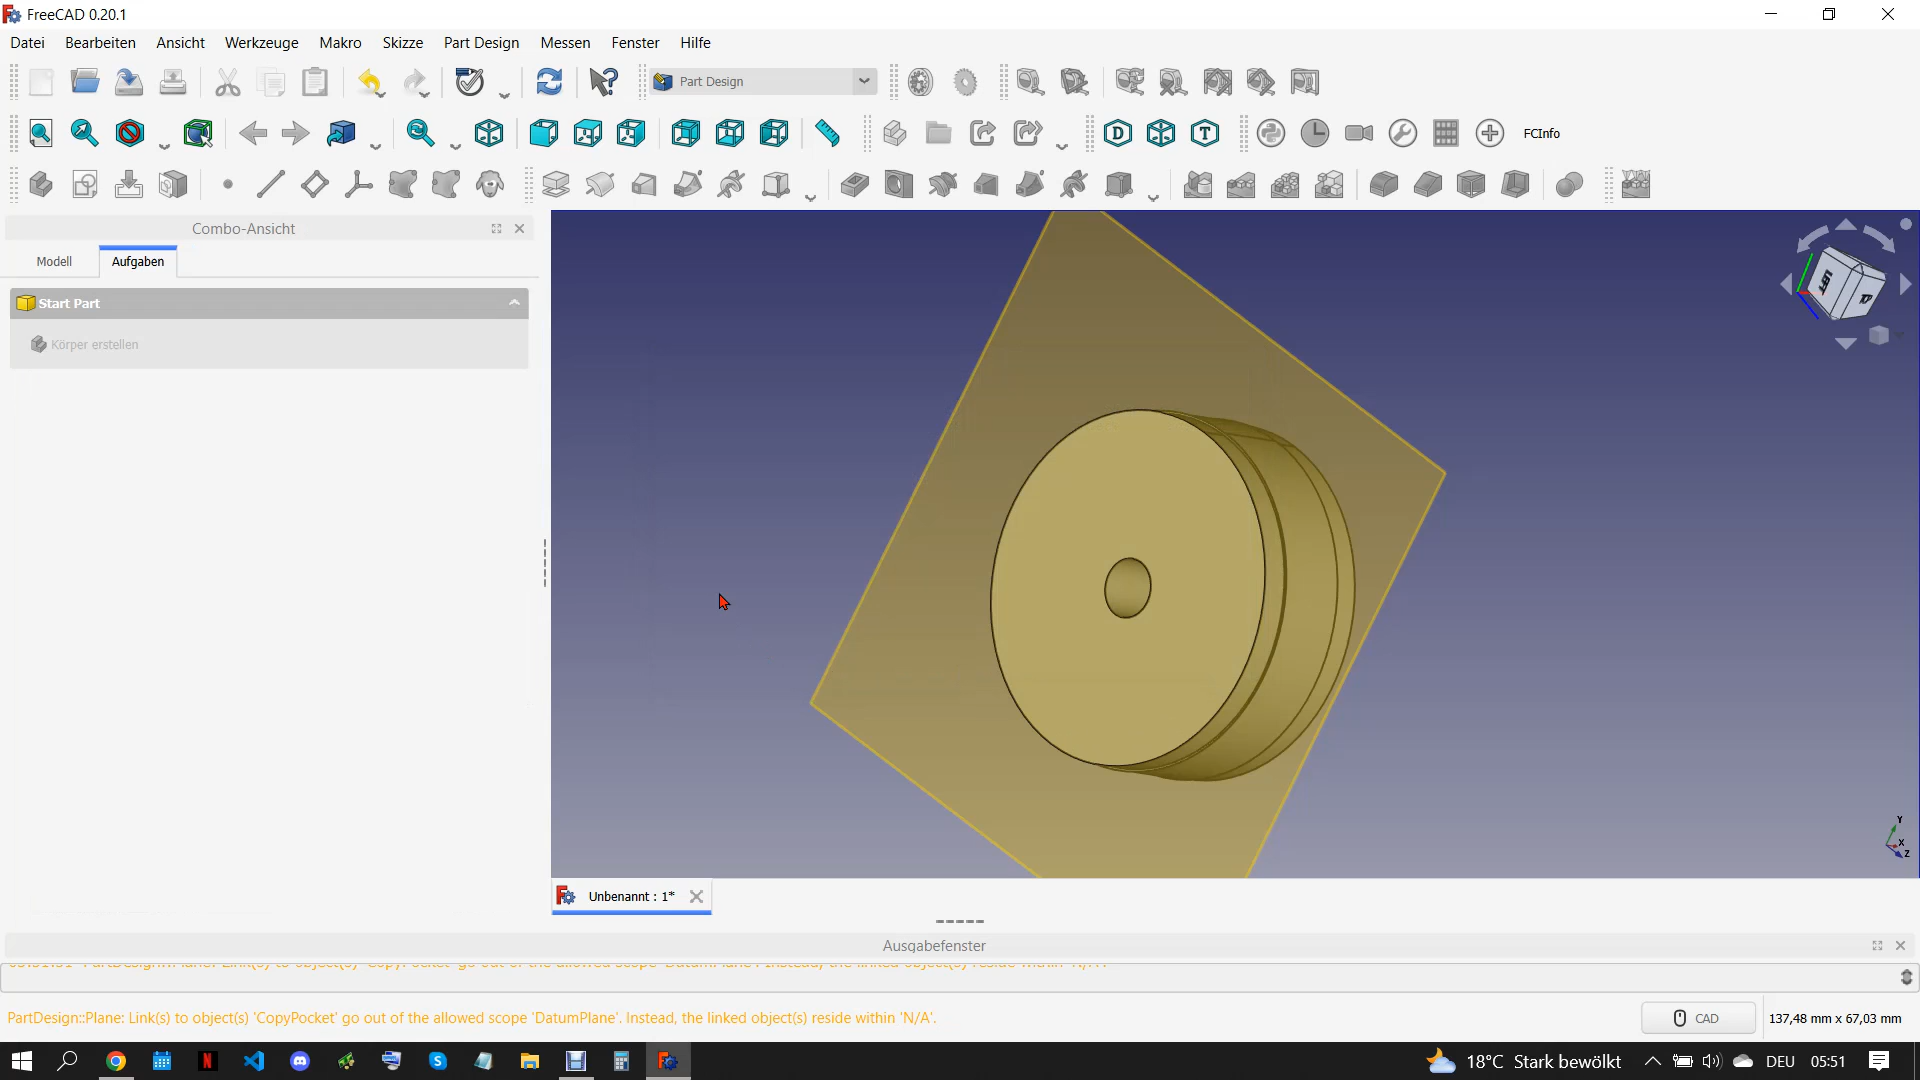 FreeCAD 0.20.1
Datei Bearbeiten Ansicht Werkzeuge Makro Skizze Part Design Messen Fenster Hilfe
Part Design
D T FCInfo
Combo-Ansicht
Modell Aufgaben
Start Part
Körper erstellen
LEFT
Y
X
Z
Unbenannt : 1*
Ausgabefenster
PartDesign::Plane: Link(s) to object(s) 'CopyPocket' go out of the allowed scope 'DatumPlane'. Instead, the linked object(s) reside within 'N/A'.
CAD 137,48 mm x 67,03 mm
18°C Stark bewölkt DEU 05:51